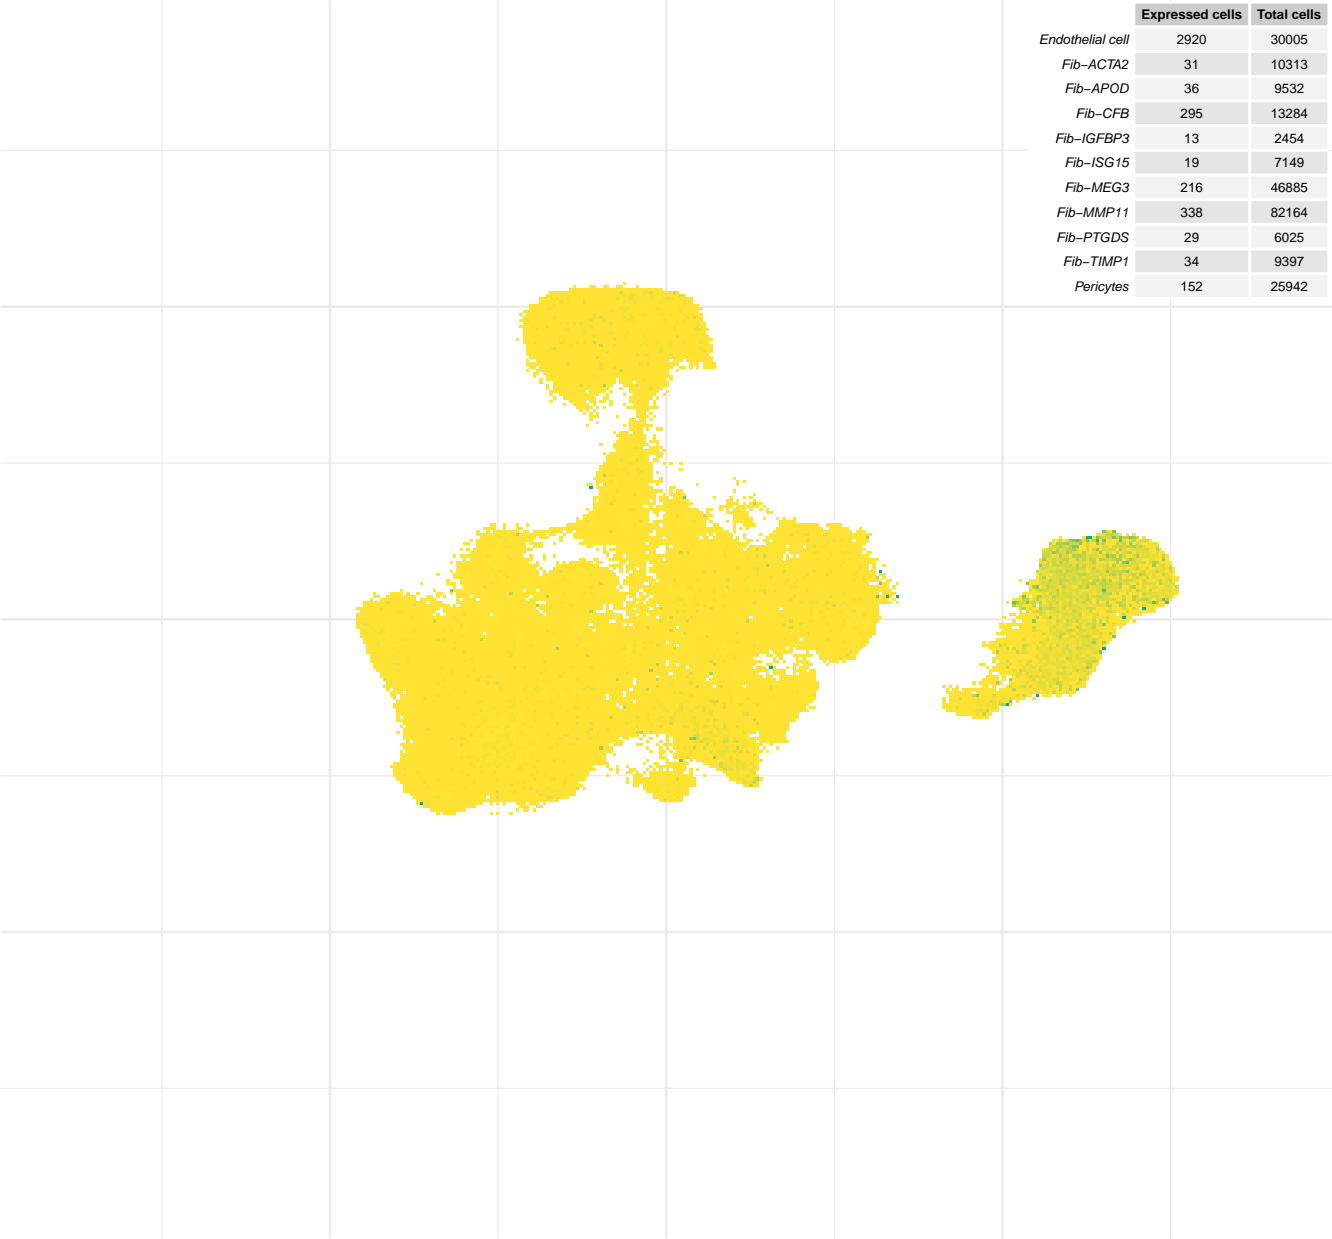 Expressed cells Total cells
Endothelial cell 2920 30005
Fib−ACTA2 31 10313
Fib−APOD 36 9532
Fib−CFB 295 13284
Fib−IGFBP3 13 2454
Fib−ISG15 19 7149
Fib−MEG3 216 46885
Fib−MMP11 338 82164
Fib−PTGDS 29 6025
Fib−TIMP1 34 9397
Pericytes 152 25942